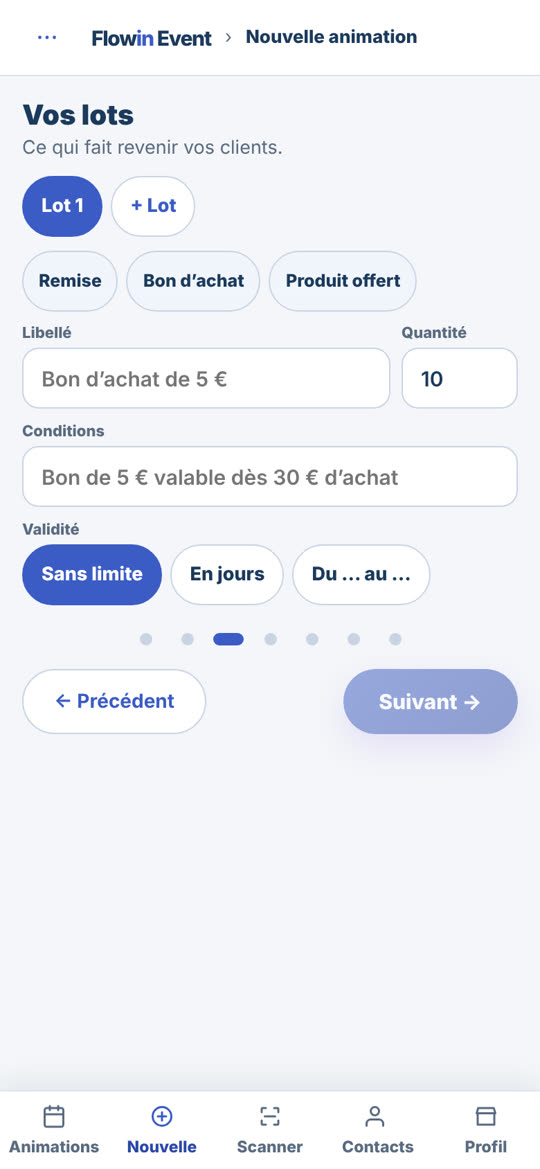 ... Flowin Event › Nouvelle animation
Vos lots
Ce qui fait revenir vos clients.
Lot 1 + Lot
Remise Bon d’achat Produit offert
Libellé Quantité
Bon d’achat de 5 € 10
Conditions
Bon de 5 € valable dès 30 € d’achat
Validité
Sans limite En jours Du ... au ...
← Précédent Suivant →
Animations Nouvelle Scanner Contacts Profil